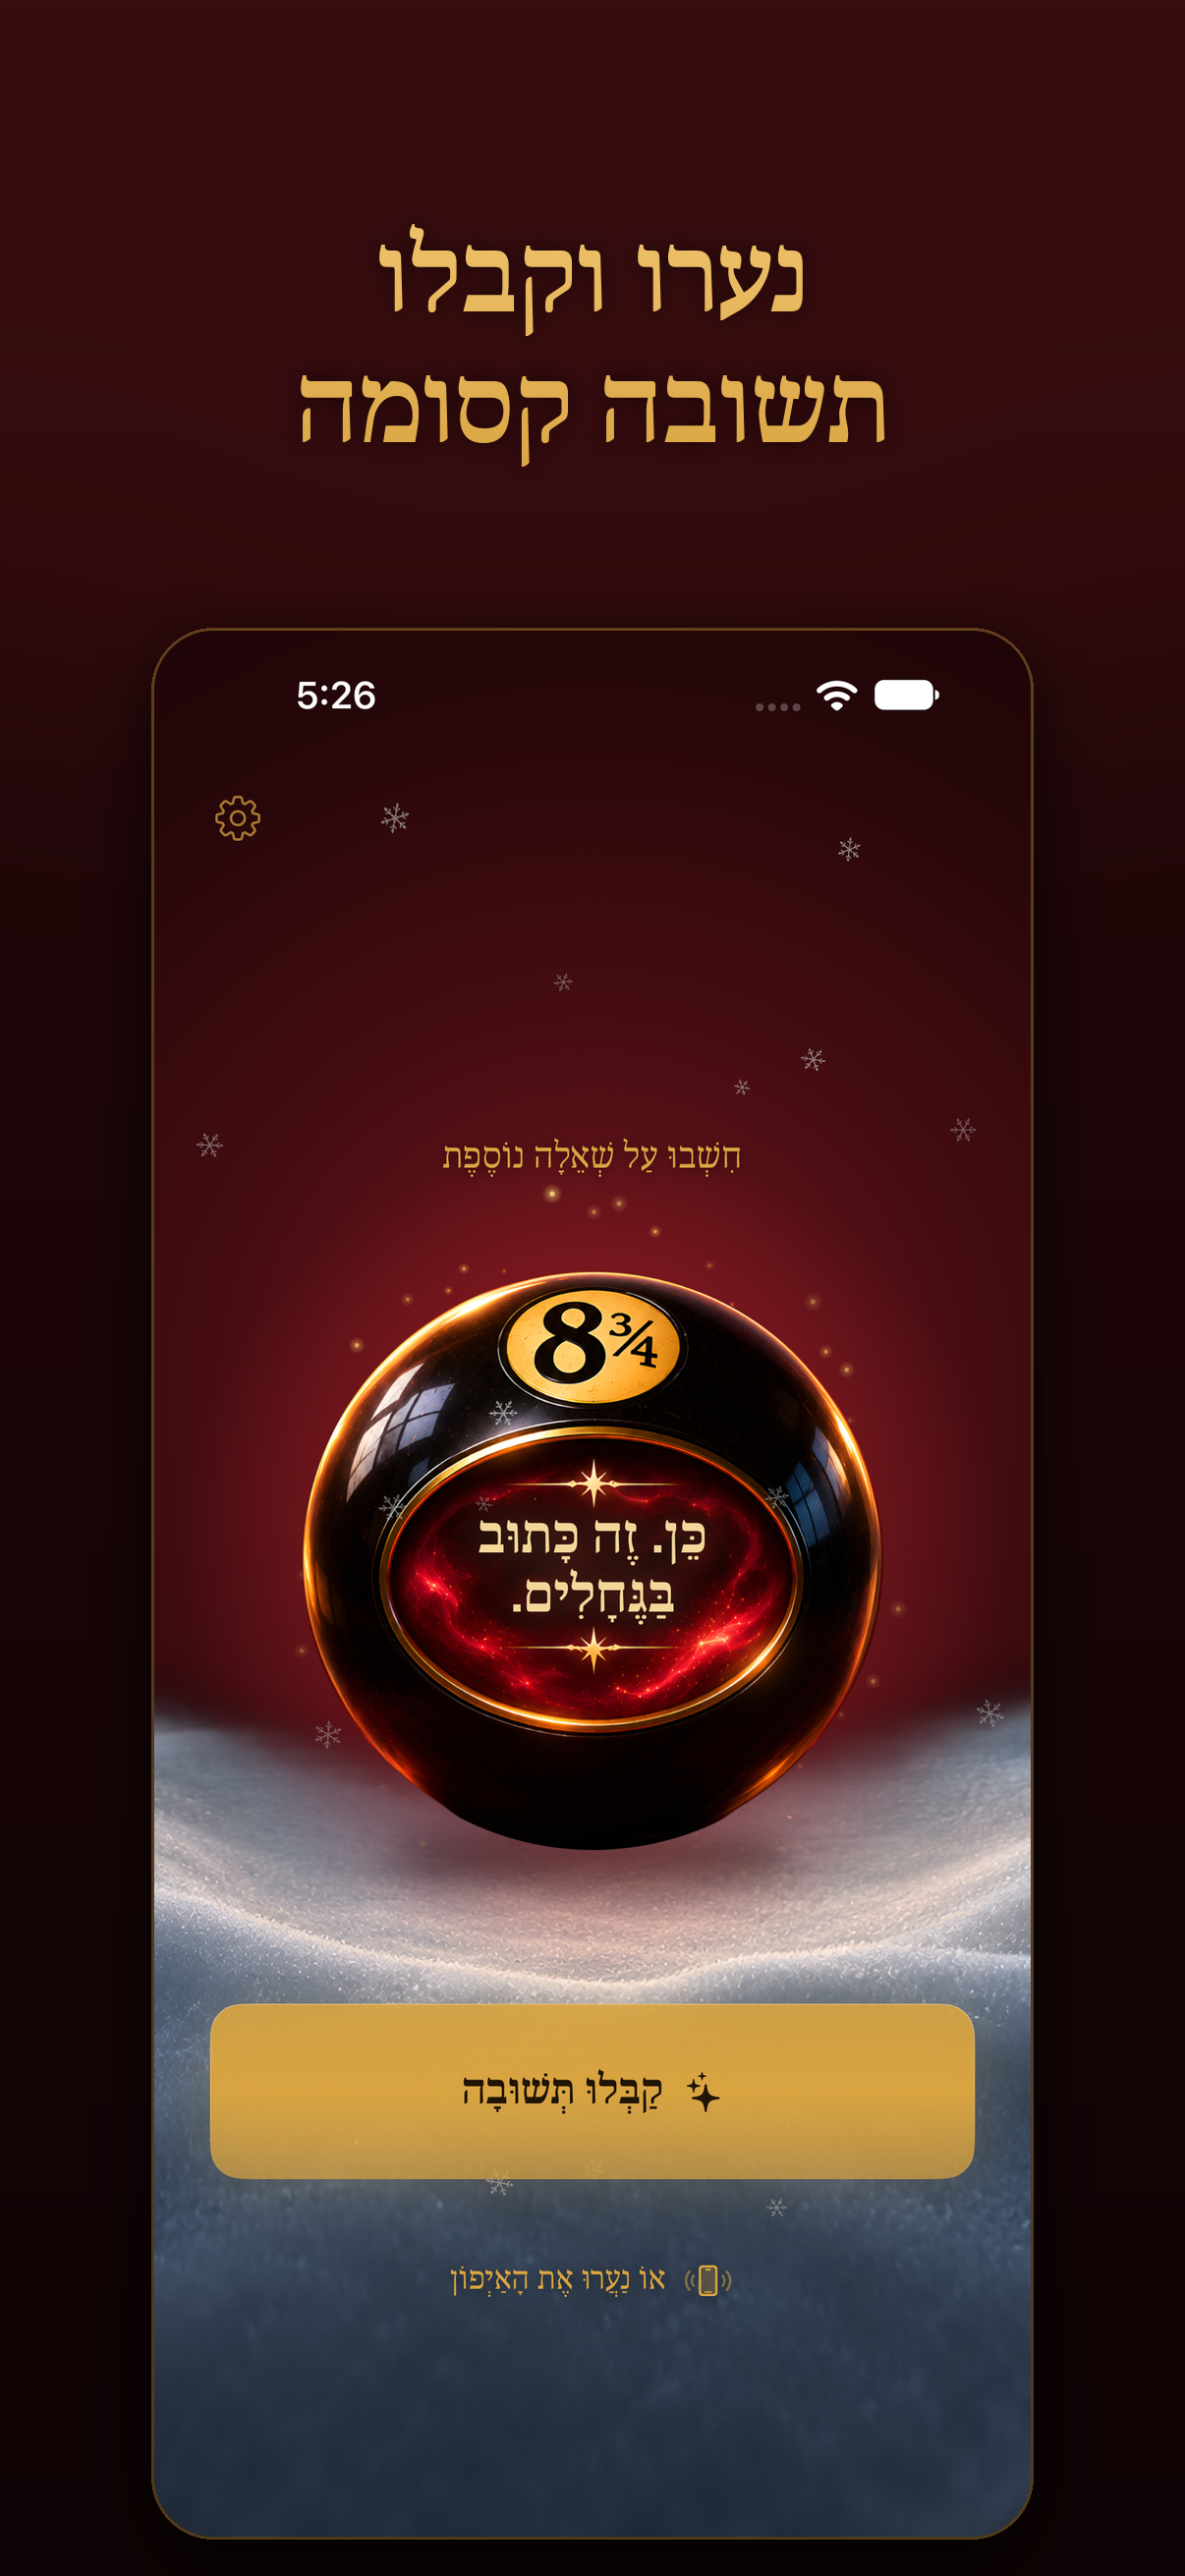 נערו וקבלו
תשובה קסומה
5:26
חִשְׁבוּ עַל שְׁאֵלָה נוֹסֶפֶת
8¾
כֵּן. זֶה כָּתוּב
בַּגֶּחָלִים.
קַבְּלוּ תְּשׁוּבָה
אוֹ נַעֲרוּ אֶת הָאַיְפוֹן